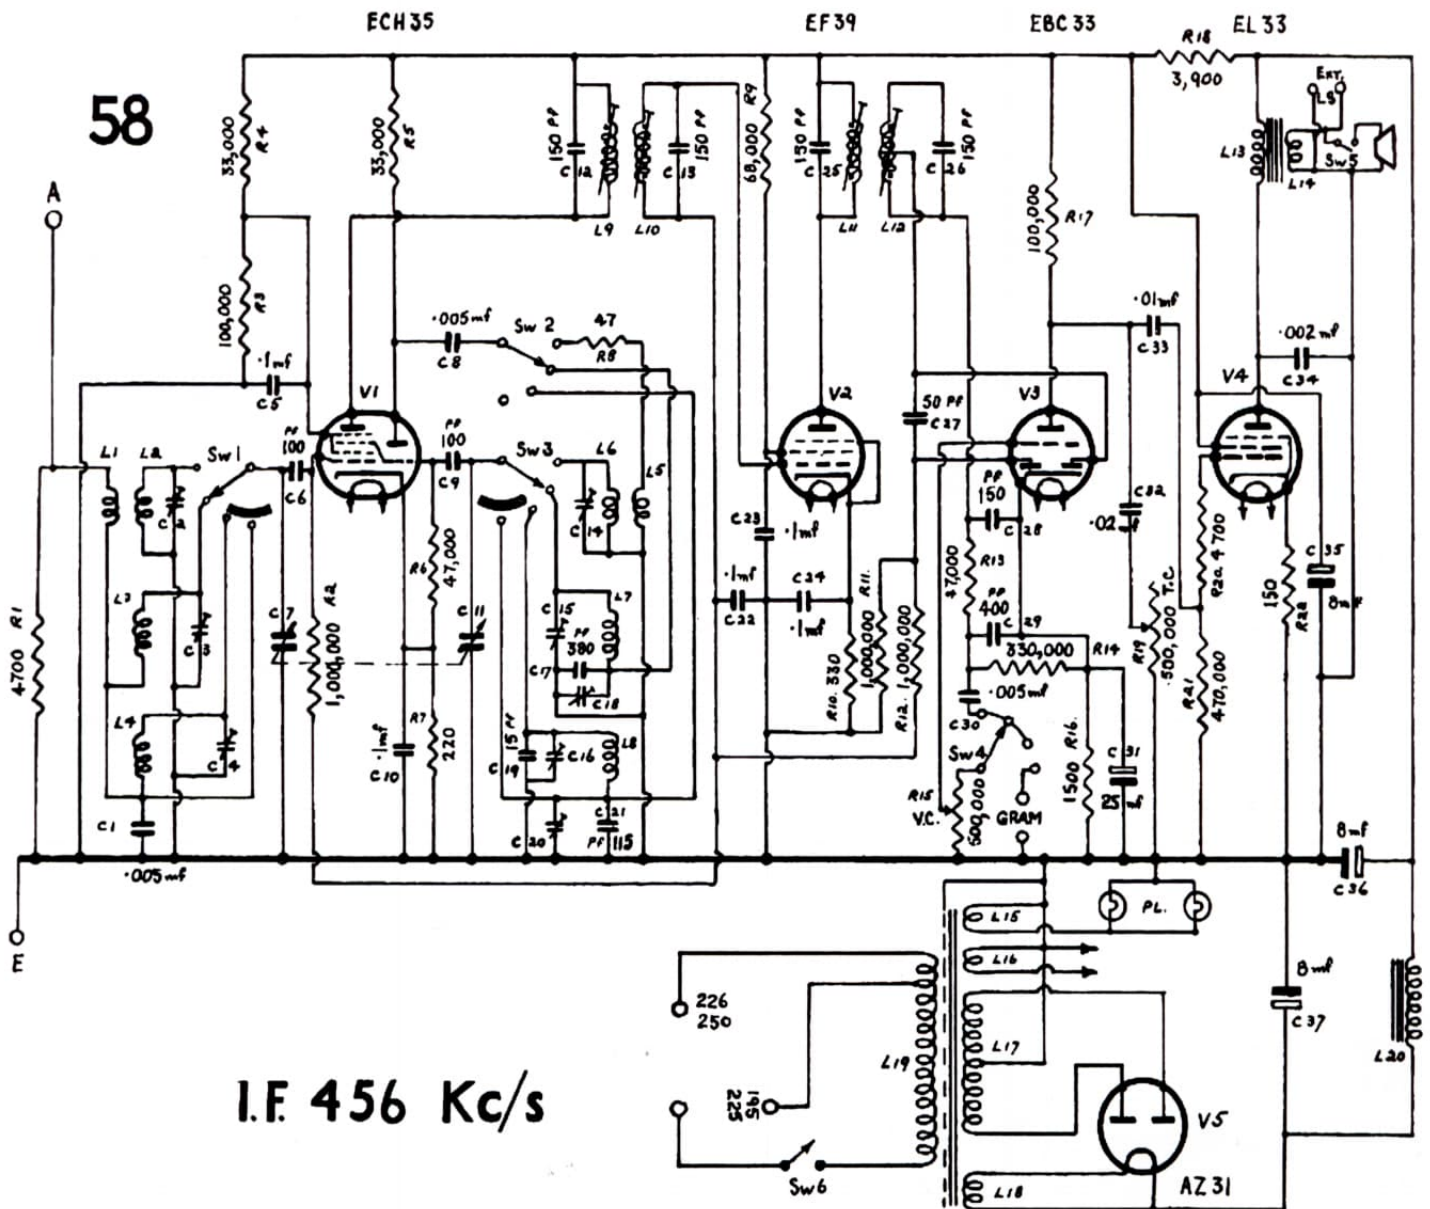 ECH35
EF39
EBC33
EL33
58
A
33,000 R4
33,000 R5
150 PF
C12
L9
L10
150 PF
C13
68,000 R9
150 PF
C25
L11
L12
150 PF
C26
100,000
R17
R18
3,900
EXT.
LS
L13
L14
Sw5
100,000 R3
.1mf
C5
V1
.005mf
C8
Sw 2
47
R8
V2
50 PF
C27
V3
.01mf
C33
V4
.002mf
C34
L1
L2
Sw1
C2
PF
100
C6
PF
100
C9
Sw3
L6
L5
C14
C23
.1mf
PF
150
C28
C32
.02mf
R20. 4700
C35
8mf
4700 R1
L3
C3
C7
R2
1,000,000
R6
47,000
C11
C15
L7
PF
380
C17
C18
.1mf
C22
C24
.1mf
R11.
1,000,000
R10. 330
R12. 1,000,000
47,000
R13
PF
400
C29
330,000
R14
.005mf
C30
R19
500,000 T.C.
R21
470,000
150
R22
L4
C4
.1mf
C10
R7
220
15 PF
C19
C16
L8
C20
C21
PF 115
Sw4
R15
V.C.
500,000
GRAM
R16.
1500
C31
25mf
C1
.005mf
E
8mf
C36
L15
PL.
L16
226
250
L19
L17
8mf
C37
L20
195
225
Sw6
V5
L18
AZ31
I.F. 456 Kc/s